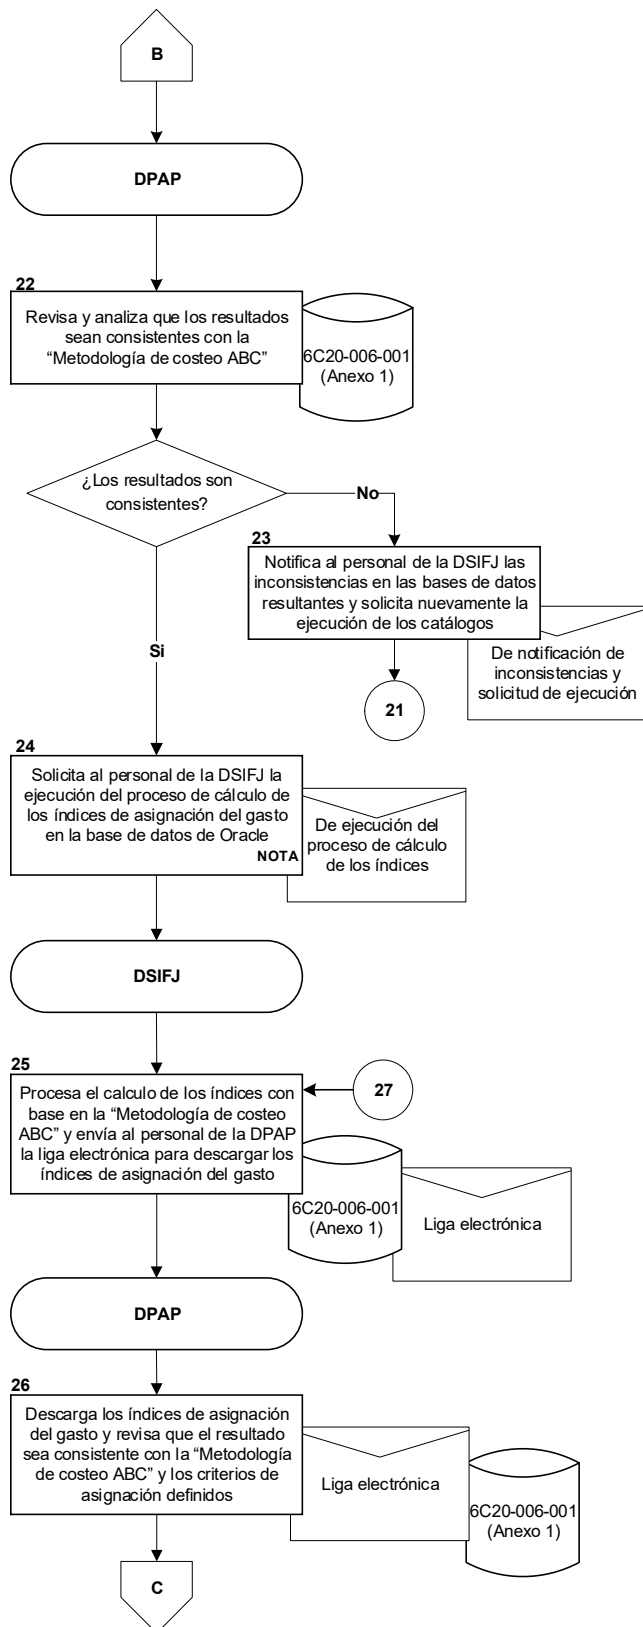 B
DPAP
22
Revisa y analiza que los resultados
sean consistentes con la
“Metodología de costeo ABC”
6C20-006-001
(Anexo 1)
¿Los resultados son
consistentes?
No
23
Notifica al personal de la DSIFJ las
inconsistencias en las bases de datos
resultantes y solicita nuevamente la
ejecución de los catálogos
De notificación de
inconsistencias y
solicitud de ejecución
Si
21
24
Solicita al personal de la DSIFJ la
ejecución del proceso de cálculo de
los índices de asignación del gasto
en la base de datos de Oracle
NOTA
De ejecución del
proceso de cálculo
de los índices
DSIFJ
25
Procesa el calculo de los índices con
base en la “Metodología de costeo
ABC” y envía al personal de la DPAP
la liga electrónica para descargar los
índices de asignación del gasto
27
6C20-006-001
(Anexo 1)
Liga electrónica
DPAP
26
Descarga los índices de asignación
del gasto y revisa que el resultado
sea consistente con la “Metodología
de costeo ABC” y los criterios de
asignación definidos
Liga electrónica
6C20-006-001
(Anexo 1)
C